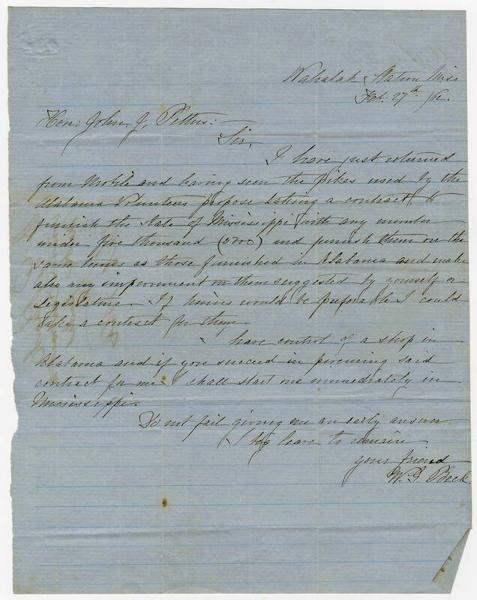 Wahalak Station Miss
Feb. 27th /62.
Hon: John J. Pettus:
Sir,
I have just returned
from Mobile and having seen the pikes used by the
Alabama Volunteers propose taking a contract to
furnish the State of Mississippi with any number
under five thousand (5000) and furnish them on the
same terms as those furnished in Alabama and make
also any improvement on them suggested by yourself or
Legislature. If knives would be preferable I could
take a contract for them.
I have control of a shop in
Alabama and if you succeed in procuring said
contract for me I shall start one immediately in
Mississippi.
Do not fail giving me an early answer.
I beg leave to remain
your friend
W. J. Beck